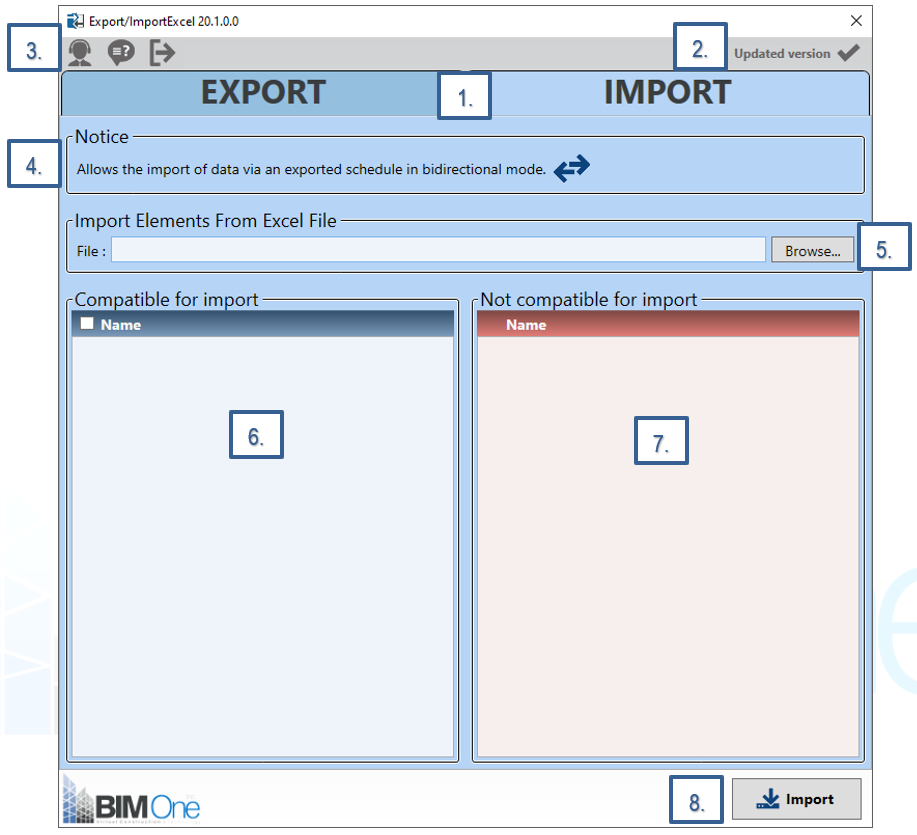 Export/ImportExcel 20.1.0.0
3.
2. Updated version
EXPORT 1. IMPORT
Notice
4. Allows the import of data via an exported schedule in bidirectional mode.
Import Elements From Excel File
File : Browse... 5.
Compatible for import Not compatible for import
Name Name
6. 7.
BIM One
8. Import